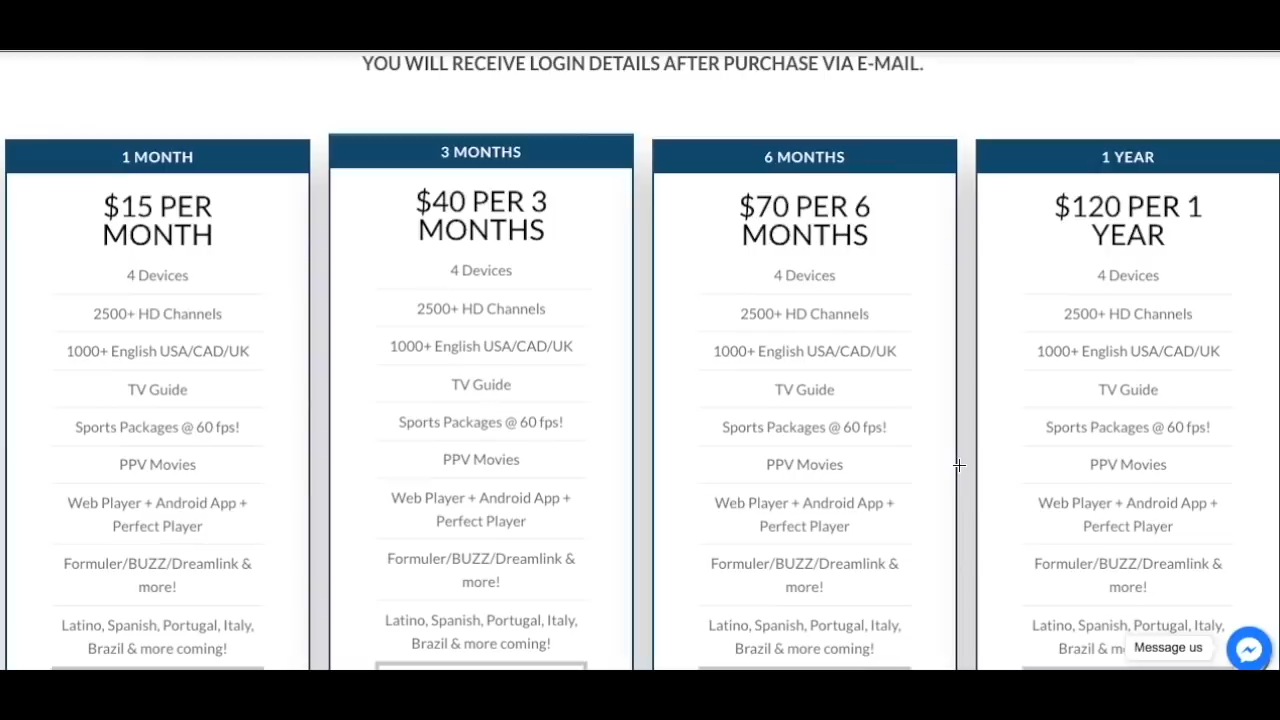 YOU WILL RECEIVE LOGIN DETAILS AFTER PURCHASE VIA E-MAIL.
1 MONTH
$15 PER
MONTH
4 Devices
2500+ HD Channels
1000+ English USA/CAD/UK
TV Guide
Sports Packages @ 60 fps!
PPV Movies
Web Player + Android App +
Perfect Player
Formuler/BUZZ/Dreamlink &
more!
Latino, Spanish, Portugal, Italy,
Brazil & more coming!
3 MONTHS
$40 PER 3
MONTHS
4 Devices
2500+ HD Channels
1000+ English USA/CAD/UK
TV Guide
Sports Packages @ 60 fps!
PPV Movies
Web Player + Android App +
Perfect Player
Formuler/BUZZ/Dreamlink &
more!
Latino, Spanish, Portugal, Italy,
Brazil & more coming!
6 MONTHS
$70 PER 6
MONTHS
4 Devices
2500+ HD Channels
1000+ English USA/CAD/UK
TV Guide
Sports Packages @ 60 fps!
PPV Movies
Web Player + Android App +
Perfect Player
Formuler/BUZZ/Dreamlink &
more!
Latino, Spanish, Portugal, Italy,
Brazil & more coming!
1 YEAR
$120 PER 1
YEAR
4 Devices
2500+ HD Channels
1000+ English USA/CAD/UK
TV Guide
Sports Packages @ 60 fps!
PPV Movies
Web Player + Android App +
Perfect Player
Formuler/BUZZ/Dreamlink &
more!
Latino, Spanish, Portugal, Italy,
Brazil &
Message us